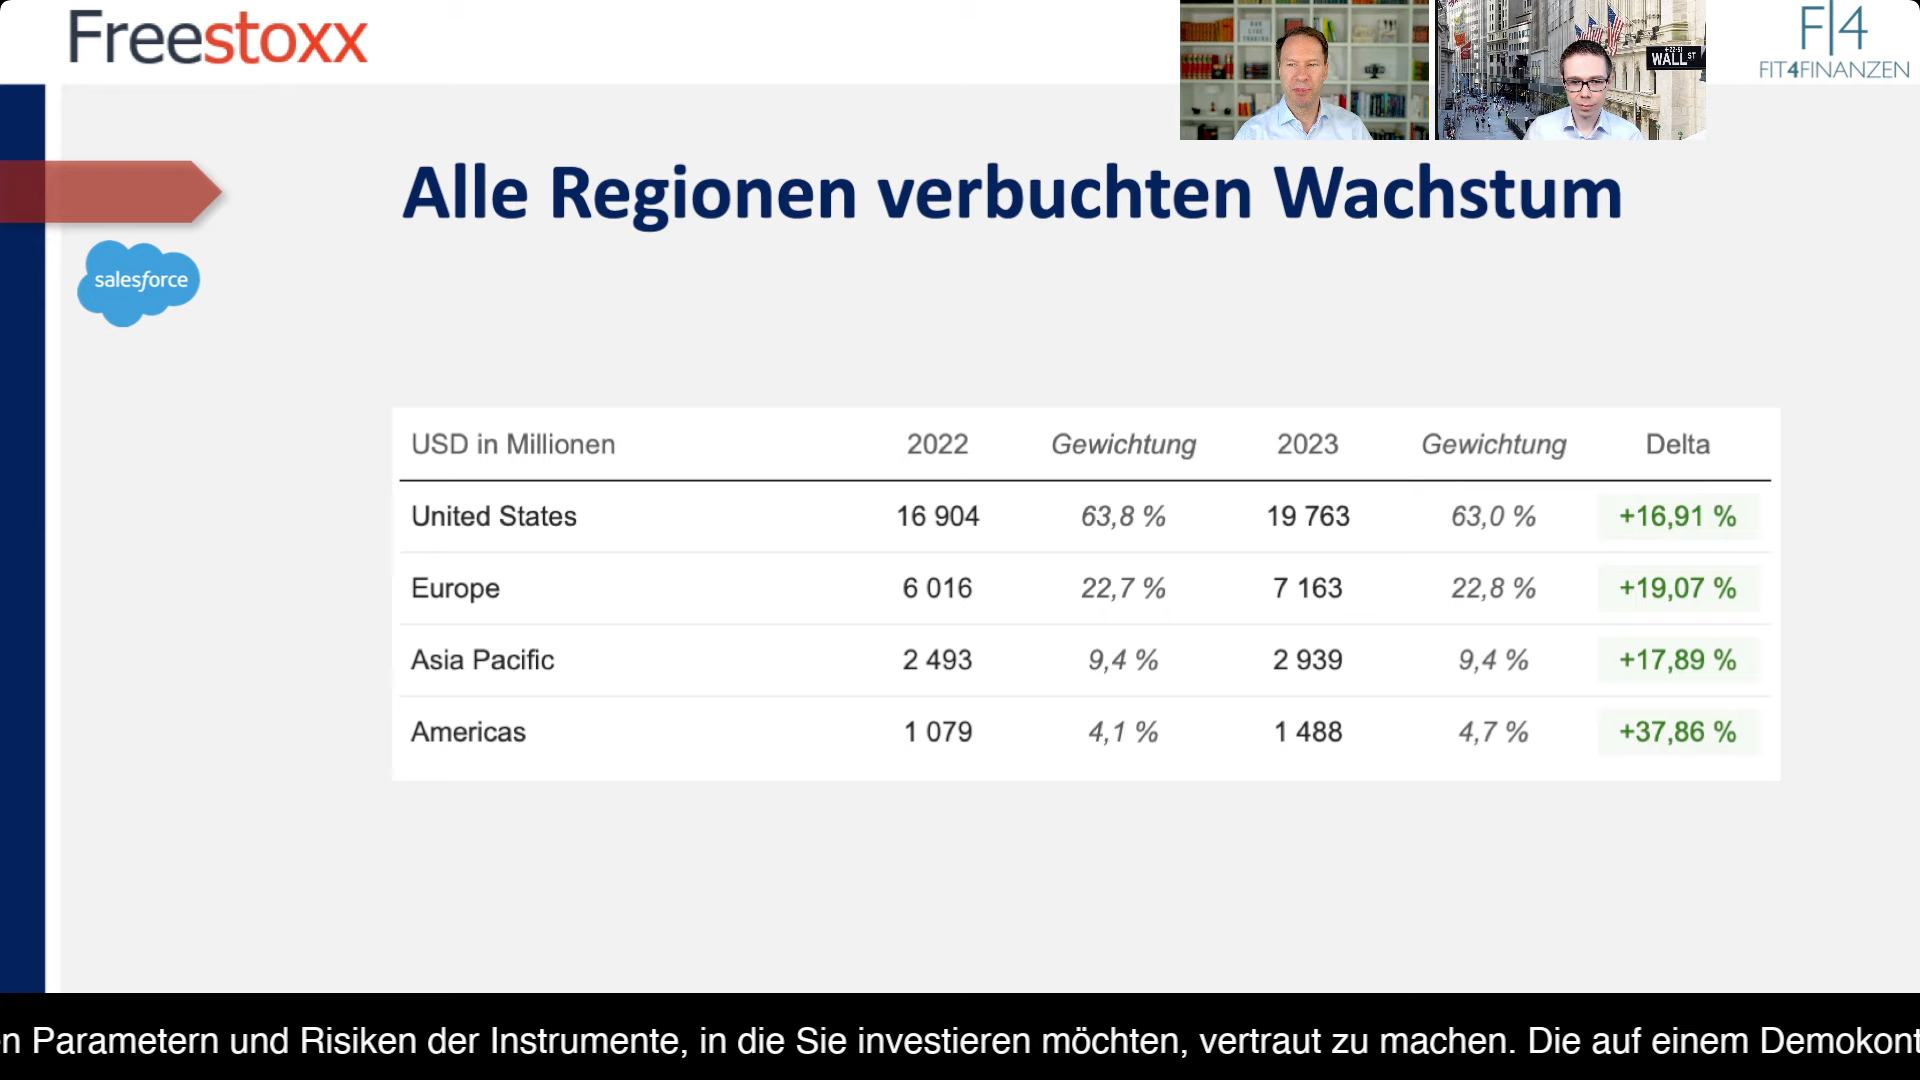 Freestoxx
WALL ST
F|4
FIT4FINANZEN
Alle Regionen verbuchten Wachstum
salesforce
USD in Millionen 2022 Gewichtung 2023 Gewichtung Delta
United States 16 904 63,8 % 19 763 63,0 % +16,91 %
Europe 6 016 22,7 % 7 163 22,8 % +19,07 %
Asia Pacific 2 493 9,4 % 2 939 9,4 % +17,89 %
Americas 1 079 4,1 % 1 488 4,7 % +37,86 %
n Parametern und Risiken der Instrumente, in die Sie investieren möchten, vertraut zu machen. Die auf einem Demokont